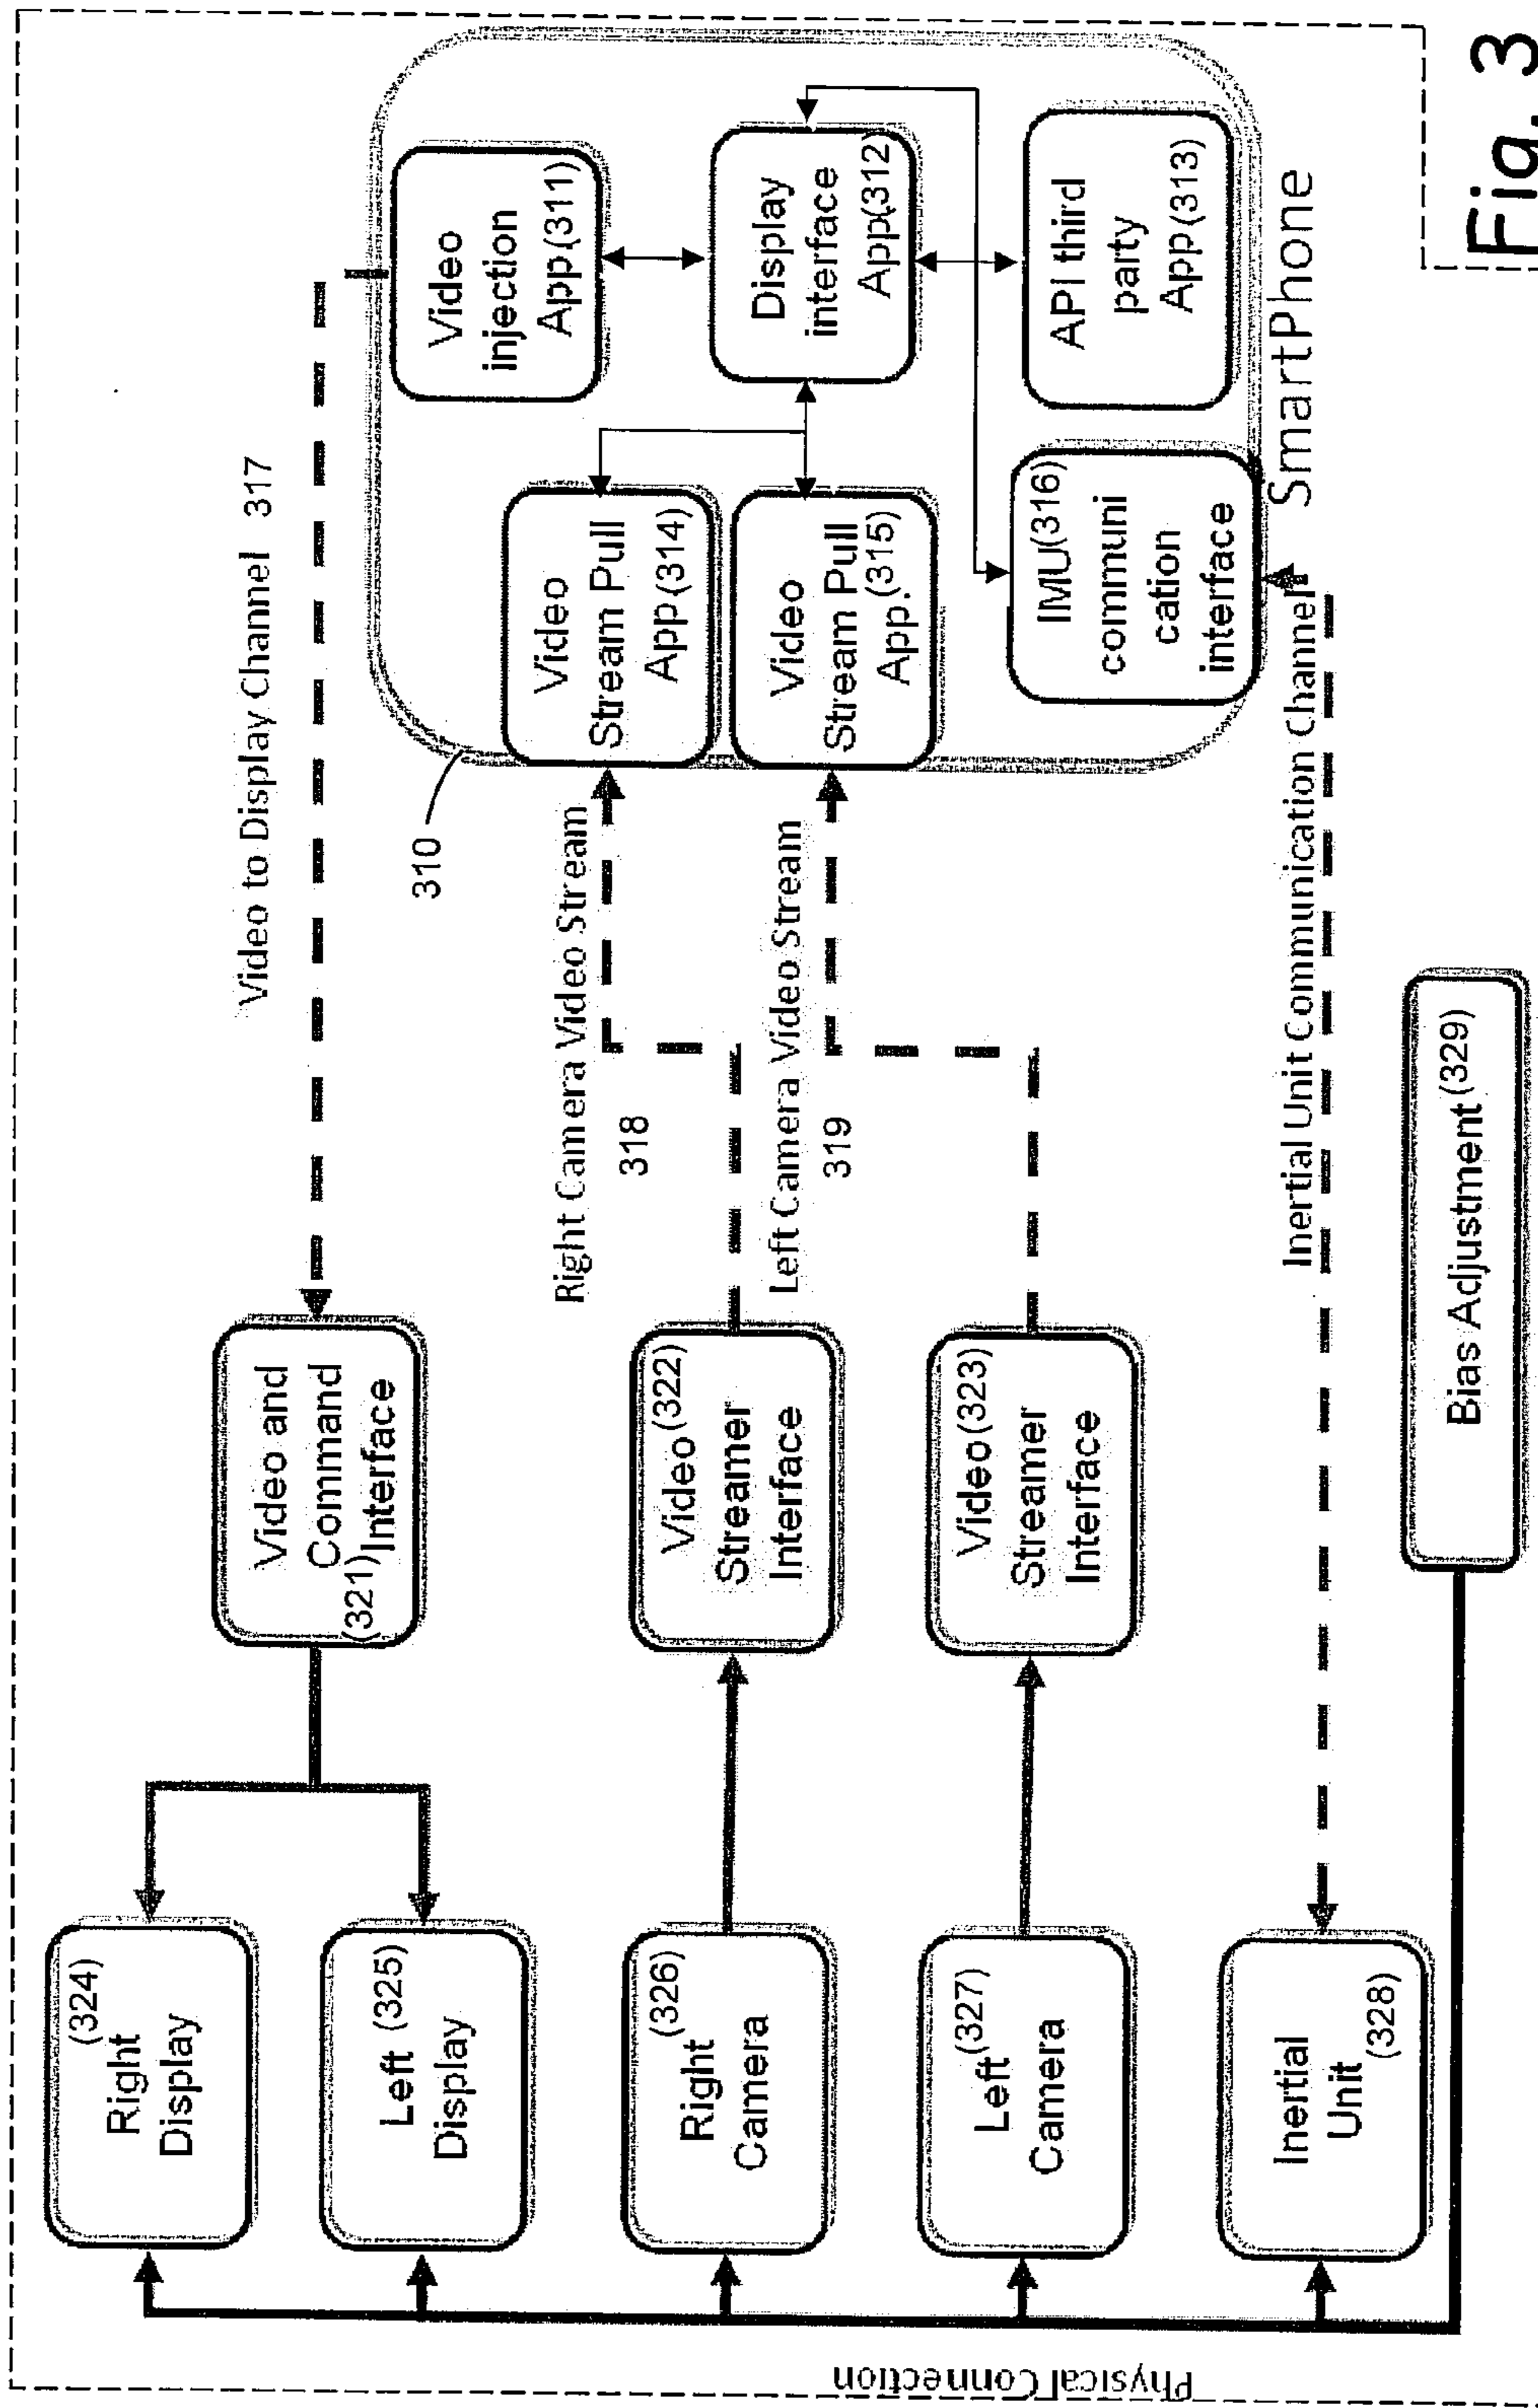 Physical Connection
Right
(324)
Display
Left (325)
Display
Right
(326)
Camera
Left
(327)
Camera
Inertial
Unit
(328)
Video and
Command
(321) Interface
Video (322)
Streamer
Interface
Video (323)
Streamer
Interface
Bias Adjustment (329)
Video to Display Channel 317
310
Right Camera Video Stream
318
Left Camera Video Stream
319
Inertial Unit Communication Channel
Video
injection
App(311)
Video
Stream Pull
App (314)
Video
Stream Pull
App.(315)
Display
interface
App(312)
IMU(316)
communi
cation
interface
API third
party
App(313)
SmartPhone
Fig. 3